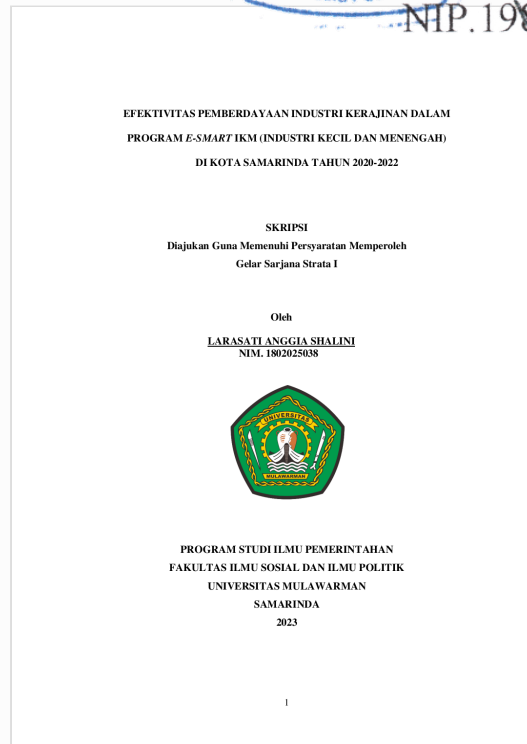 NIP. 19
EFEKTIVITAS PEMBERDAYAAN INDUSTRI KERAJINAN DALAM
PROGRAM E-SMART IKM (INDUSTRI KECIL DAN MENENGAH)
DI KOTA SAMARINDA TAHUN 2020-2022
SKRIPSI
Diajukan Guna Memenuhi Persyaratan Memperoleh
Gelar Sarjana Strata I
Oleh
LARASATI ANGGIA SHALINI
NIM. 1802025038
UNIVERSITAS
MULAWARMAN
PROGRAM STUDI ILMU PEMERINTAHAN
FAKULTAS ILMU SOSIAL DAN ILMU POLITIK
UNIVERSITAS MULAWARMAN
SAMARINDA
2023
1